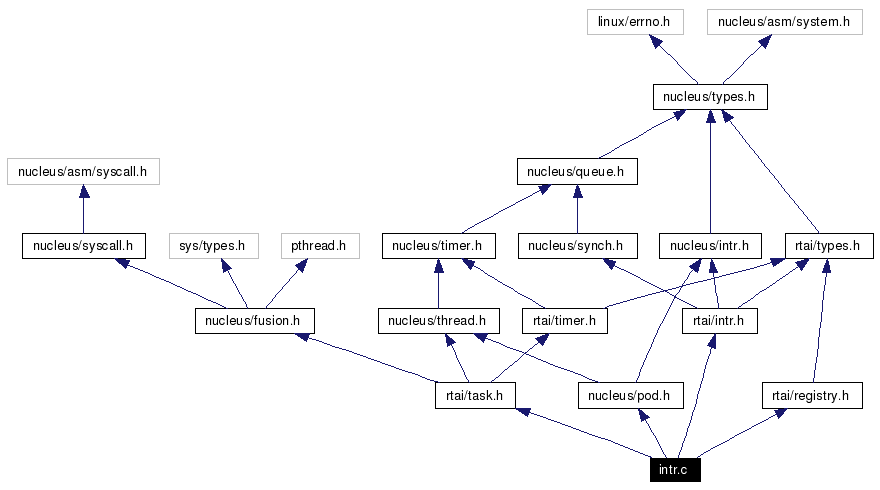 linux/errno.h
nucleus/asm/system.h
nucleus/types.h
nucleus/asm/syscall.h
nucleus/queue.h
nucleus/syscall.h
sys/types.h
pthread.h
nucleus/timer.h
nucleus/synch.h
nucleus/intr.h
rtai/types.h
nucleus/fusion.h
nucleus/thread.h
rtai/timer.h
rtai/intr.h
rtai/task.h
nucleus/pod.h
rtai/registry.h
intr.c